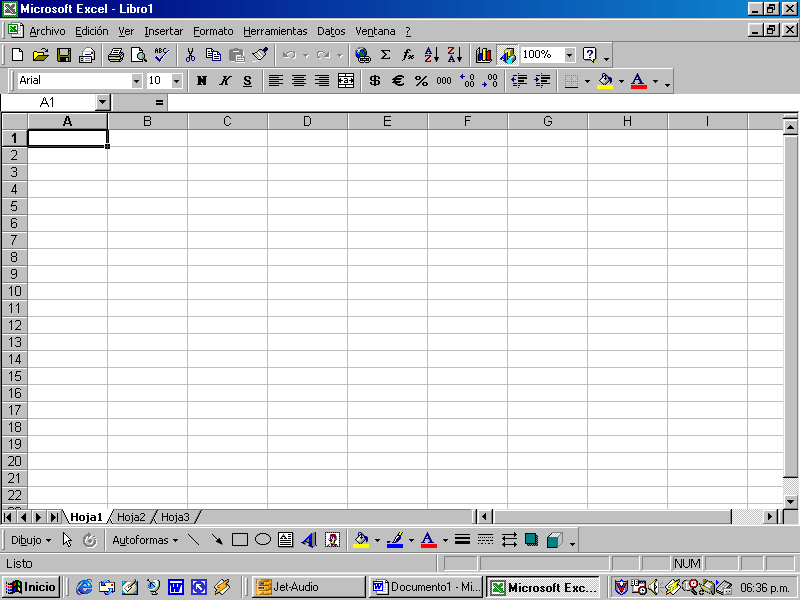 Microsoft Excel - Libro1
Archivo Edición Ver Insertar Formato Herramientas Datos Ventana ?
Σ fx 100% ?
Arial 10 N K S $ € % 000
A1 =
A B C D E F G H I
1
2
3
4
5
6
7
8
9
10
11
12
13
14
15
16
17
18
19
20
21
22
Hoja1 Hoja2 Hoja3
Dibujo Autoformas
Listo NUM
Inicio Jet-Audio Documento1 - Mi... Microsoft Exc... 06:36 p.m.